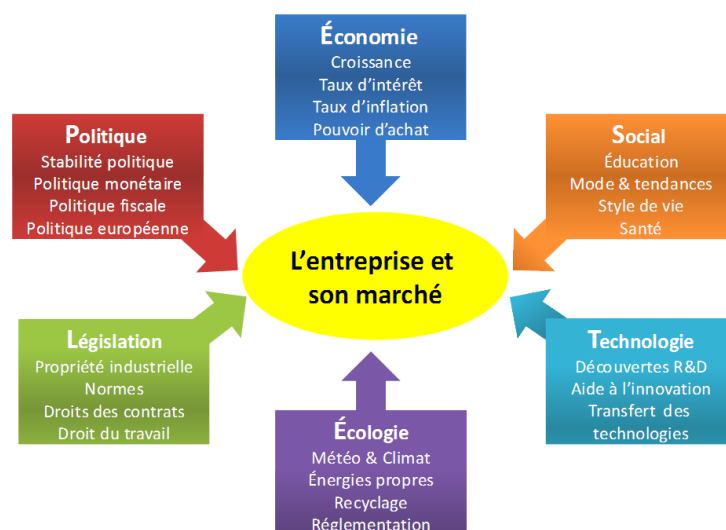 Économie
Croissance
Taux d'intérêt
Taux d'inflation
Pouvoir d'achat
Politique
Stabilité politique
Politique monétaire
Politique fiscale
Politique européenne
Social
Éducation
Mode & tendances
Style de vie
Santé
L'entreprise et
son marché
Législation
Propriété industrielle
Normes
Droits des contrats
Droit du travail
Technologie
Découvertes R&D
Aide à l'innovation
Transfert des
technologies
Écologie
Météo & Climat
Énergies propres
Recyclage
Réglementation